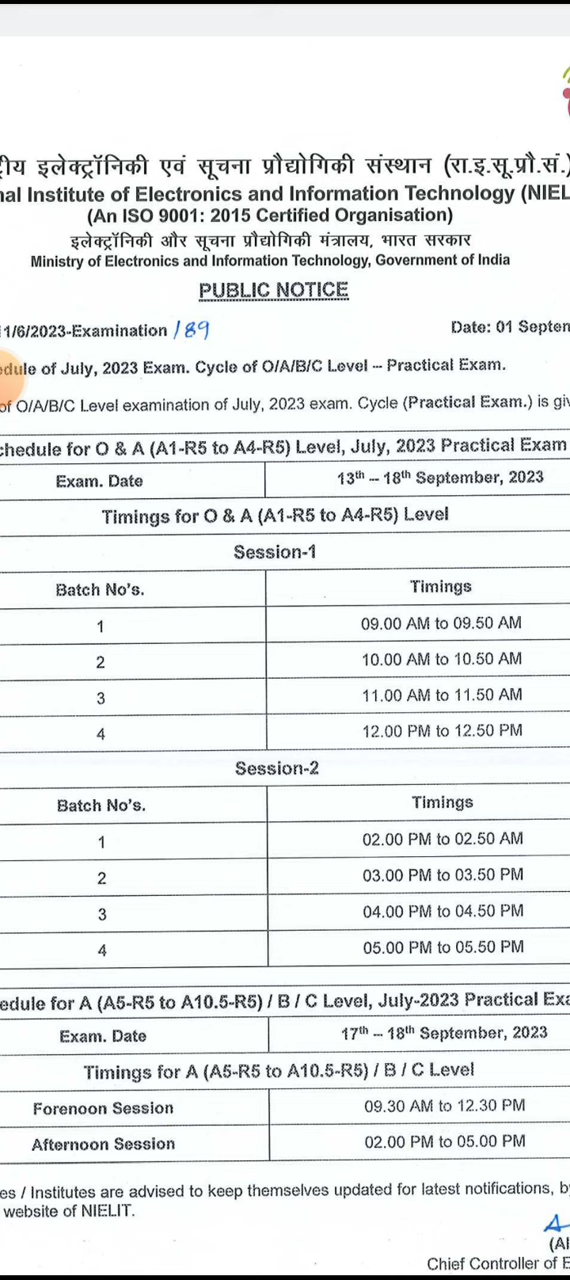 ट्रीय इलेक्ट्रॉनिकी एवं सूचना प्रौद्योगिकी संस्थान (रा.इ.सू.प्रौ.सं.)
nal Institute of Electronics and Information Technology (NIEL
(An ISO 9001: 2015 Certified Organisation)
इलेक्ट्रॉनिकी और सूचना प्रौद्योगिकी मंत्रालय, भारत सरकार
Ministry of Electronics and Information Technology, Government of India
PUBLIC NOTICE
1/6/2023-Examination /189 Date: 01 Septem
edule of July, 2023 Exam. Cycle of O/A/B/C Level – Practical Exam.
of O/A/B/C Level examination of July, 2023 exam. Cycle (Practical Exam.) is giv
chedule for O & A (A1-R5 to A4-R5) Level, July, 2023 Practical Exam
Exam. Date 13th – 18th September, 2023
Timings for O & A (A1-R5 to A4-R5) Level
Session-1
Batch No's. Timings
1 09.00 AM to 09.50 AM
2 10.00 AM to 10.50 AM
3 11.00 AM to 11.50 AM
4 12.00 PM to 12.50 PM
Session-2
Batch No's. Timings
1 02.00 PM to 02.50 AM
2 03.00 PM to 03.50 PM
3 04.00 PM to 04.50 PM
4 05.00 PM to 05.50 PM
edule for A (A5-R5 to A10.5-R5) / B / C Level, July-2023 Practical Exa
Exam. Date 17th – 18th September, 2023
Timings for A (A5-R5 to A10.5-R5) / B / C Level
Forenoon Session 09.30 AM to 12.30 PM
Afternoon Session 02.00 PM to 05.00 PM
es / Institutes are advised to keep themselves updated for latest notifications, by
website of NIELIT.
(Al
Chief Controller of E